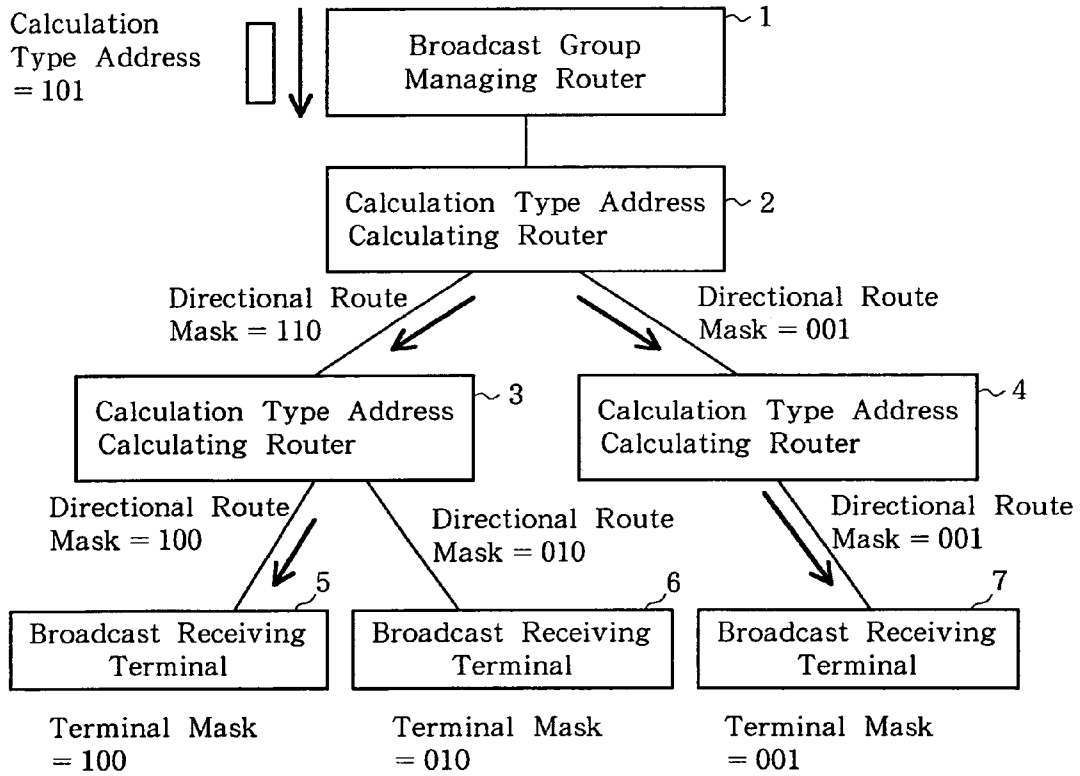 Calculation
Type Address
= 101
1
Broadcast Group
Managing Router
Calculation Type Address
Calculating Router
2
Directional Route
Mask = 110
Directional Route
Mask = 001
Calculation Type Address
Calculating Router
3
Calculation Type Address
Calculating Router
4
Directional Route
Mask = 100
Directional Route
Mask = 010
Directional Route
Mask = 001
5
Broadcast Receiving
Terminal
6
Broadcast Receiving
Terminal
7
Broadcast Receiving
Terminal
Terminal Mask
= 100
Terminal Mask
= 010
Terminal Mask
= 001